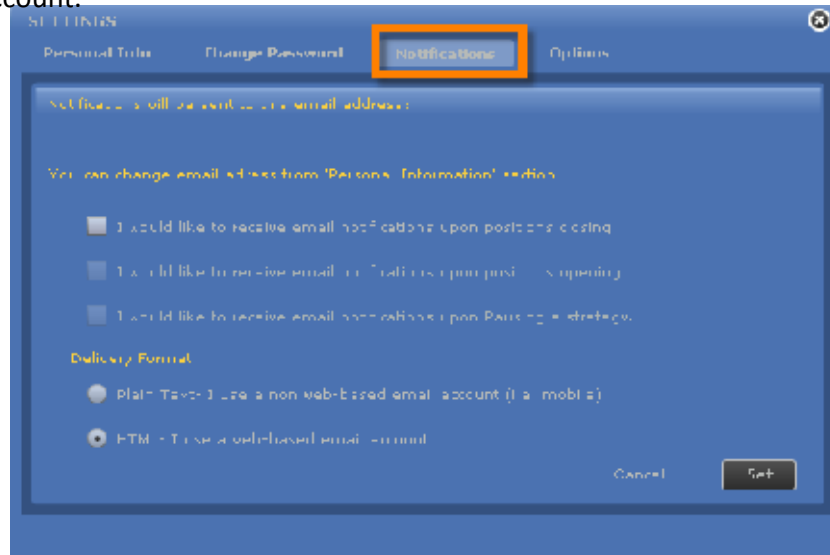 ccount.
SETTINGS
Personal Info Change Password Notifications Options
Notifications will be sent to the email address:
You can change email adress from 'Personal Information' section
I would like to receive email notifications upon positions closing
I would like to receive email notifications upon positions opening
I would like to receive email notifications upon Pausing a strategy.
Delivery Format
Plain Text- I use a non web-based email account (i.e. mobile)
HTML - I use a web-based email account
Cancel Set